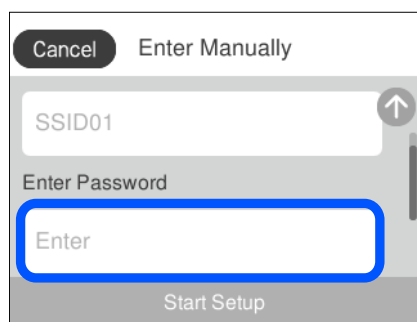 Cancel Enter Manually
SSID01
Enter Password
Enter
Start Setup